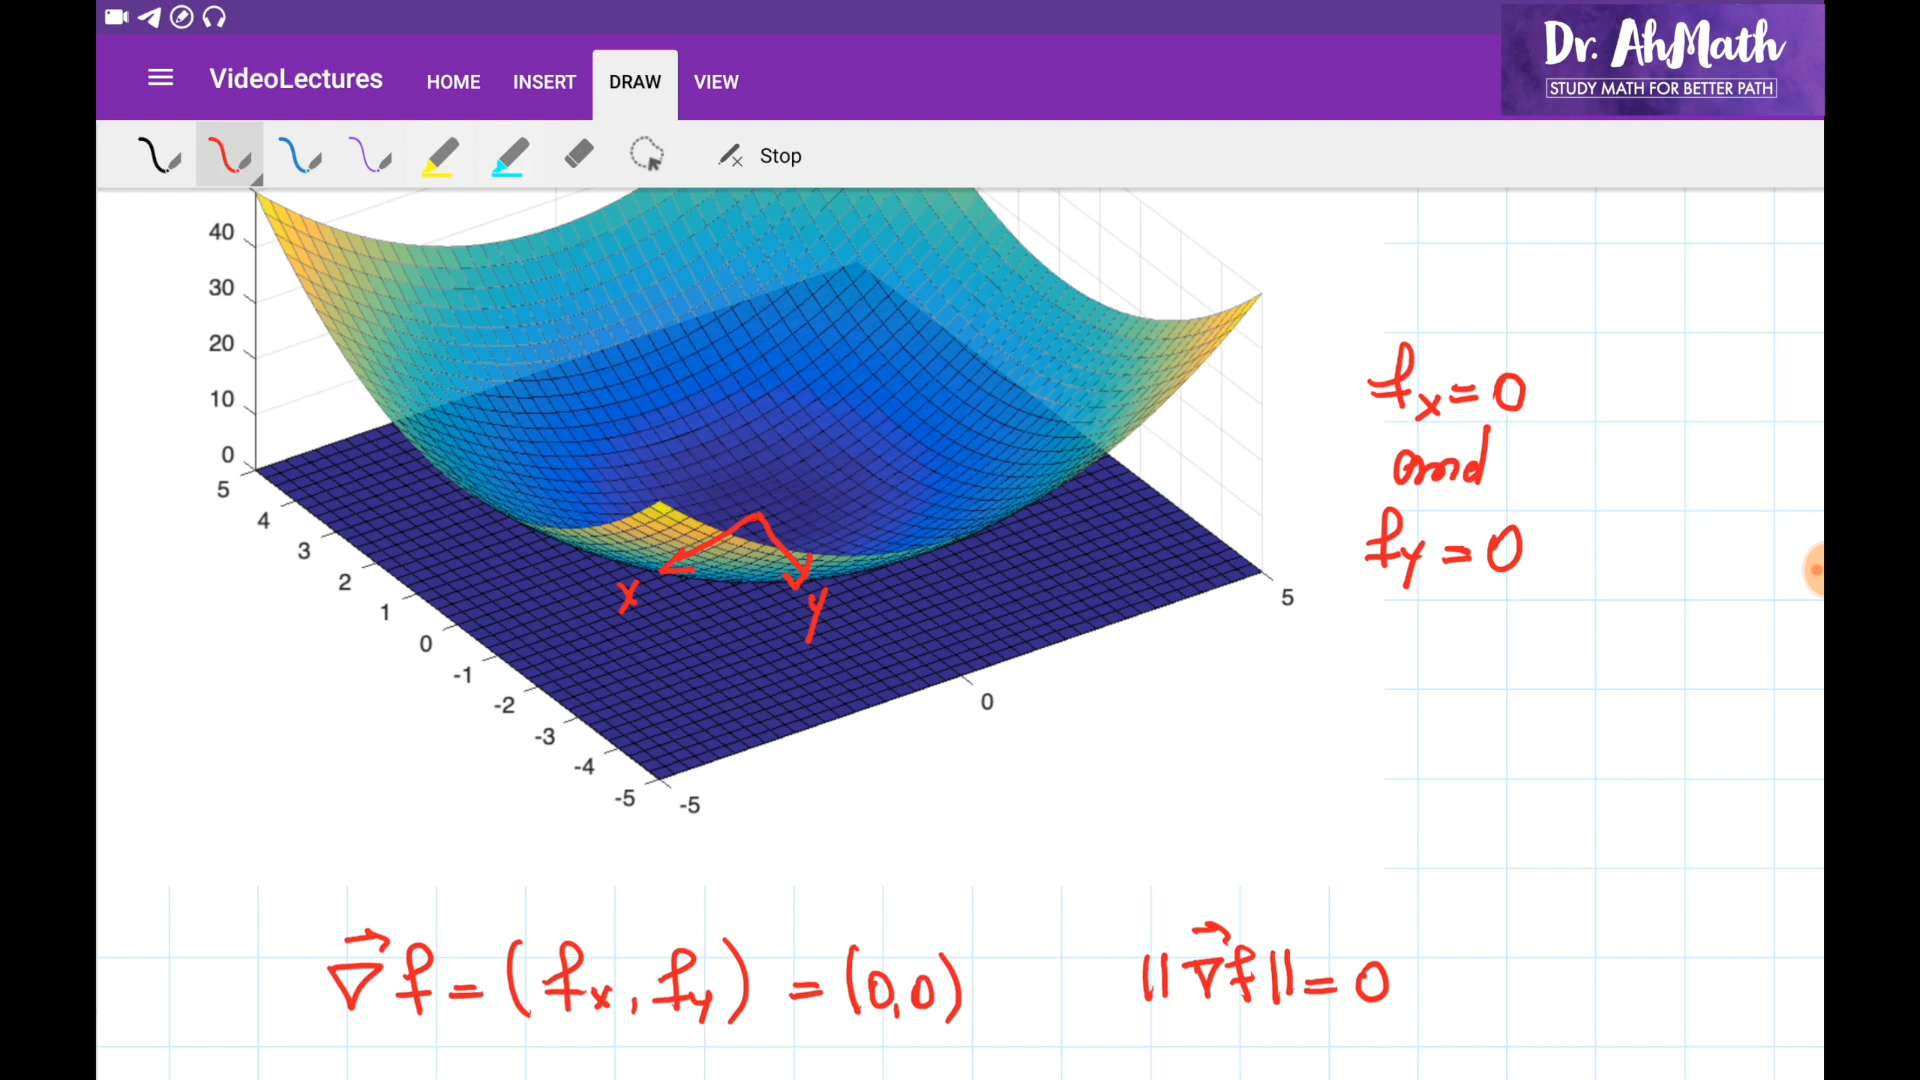 Dr. AhMath
STUDY MATH FOR BETTER PATH
VideoLectures HOME INSERT DRAW VIEW
Stop
40
30
20
10
0
5
4
3
2
1
0
-1
-2
-3
-4
-5
-5
0
5
x
y
fx = 0
and
fy = 0
∇⃗f = (fx, fy) = (0,0)
||∇⃗f|| = 0